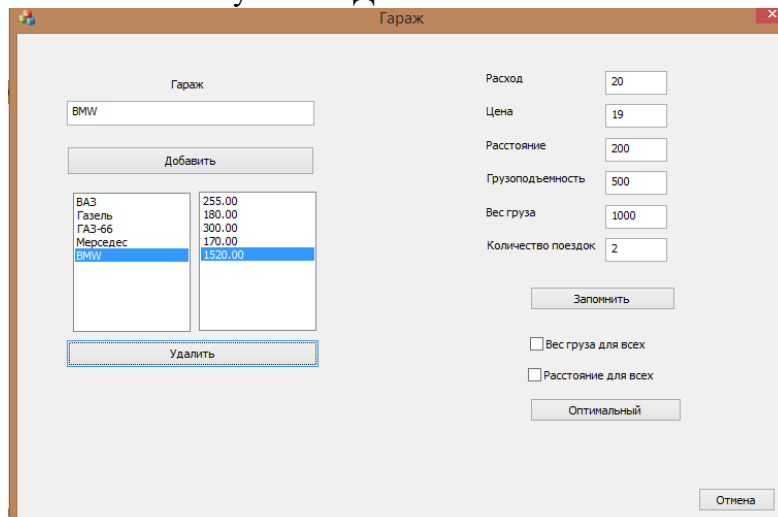 Гараж
Гараж
BMW
Добавить
ВАЗ
Газель
ГАЗ-66
Мерседес
BMW
255.00
180.00
300.00
170.00
1520.00
Удалить
Расход 20
Цена 19
Расстояние 200
Грузоподъемность 500
Вес груза 1000
Количество поездок 2
Запомнить
Вес груза для всех
Расстояние для всех
Оптимальный
Отмена